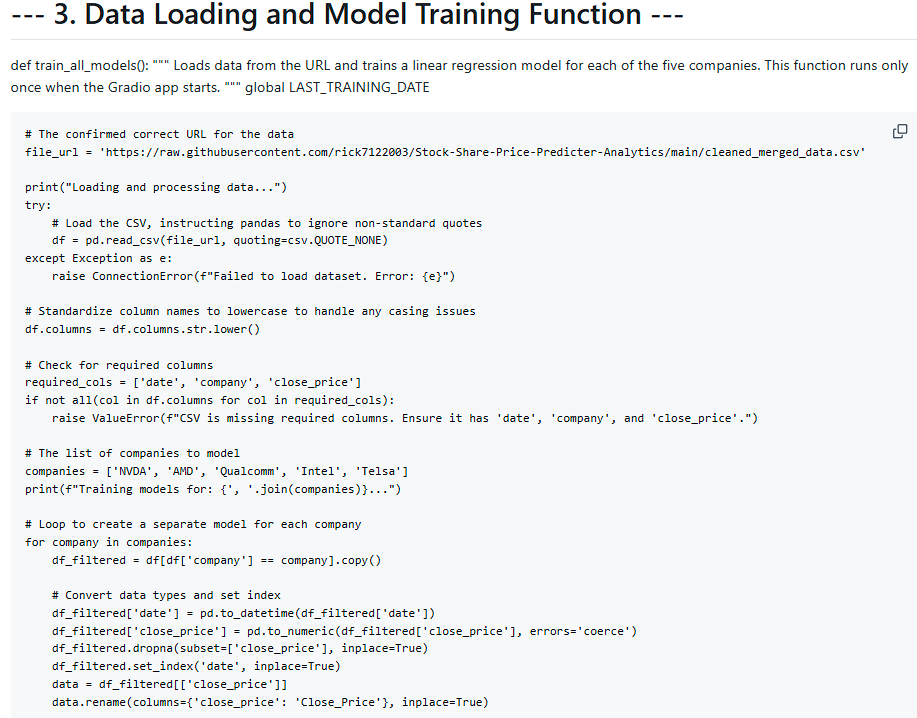 --- 3. Data Loading and Model Training Function ---
def train_all_models(): """ Loads data from the URL and trains a linear regression model for each of the five companies. This function runs only
once when the Gradio app starts. """ global LAST_TRAINING_DATE
# The confirmed correct URL for the data
file_url = 'https://raw.githubusercontent.com/rick7122003/Stock-Share-Price-Predicter-Analytics/main/cleaned_merged_data.csv'
print("Loading and processing data...")
try:
    # Load the CSV, instructing pandas to ignore non-standard quotes
    df = pd.read_csv(file_url, quoting=csv.QUOTE_NONE)
except Exception as e:
    raise ConnectionError(f"Failed to load dataset. Error: {e}")
# Standardize column names to lowercase to handle any casing issues
df.columns = df.columns.str.lower()
# Check for required columns
required_cols = ['date', 'company', 'close_price']
if not all(col in df.columns for col in required_cols):
    raise ValueError(f"CSV is missing required columns. Ensure it has 'date', 'company', and 'close_price'.")
# The list of companies to model
companies = ['NVDA', 'AMD', 'Qualcomm', 'Intel', 'Telsa']
print(f"Training models for: {', '.join(companies)}...")
# Loop to create a separate model for each company
for company in companies:
    df_filtered = df[df['company'] == company].copy()
    # Convert data types and set index
    df_filtered['date'] = pd.to_datetime(df_filtered['date'])
    df_filtered['close_price'] = pd.to_numeric(df_filtered['close_price'], errors='coerce')
    df_filtered.dropna(subset=['close_price'], inplace=True)
    df_filtered.set_index('date', inplace=True)
    data = df_filtered[['close_price']]
    data.rename(columns={'close_price': 'Close_Price'}, inplace=True)